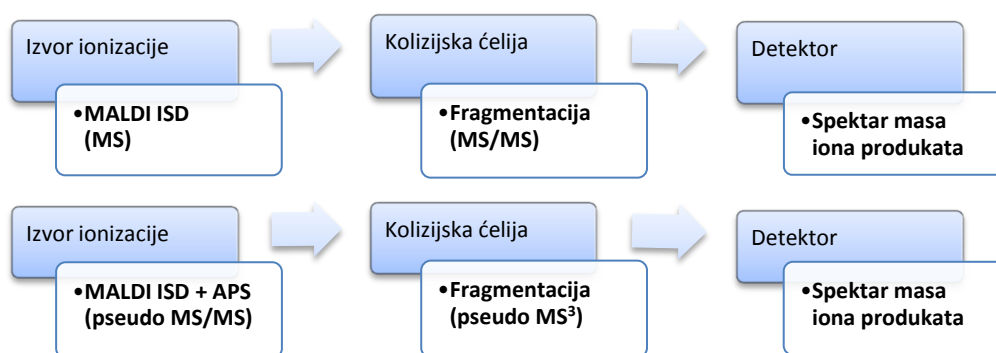 Izvor ionizacije
•MALDI ISD
(MS)
Kolizijska ćelija
•Fragmentacija
(MS/MS)
Detektor
•Spektar masa
iona produkata
Izvor ionizacije
•MALDI ISD + APS
(pseudo MS/MS)
Kolizijska ćelija
•Fragmentacija
(pseudo MS³)
Detektor
•Spektar masa
iona produkata